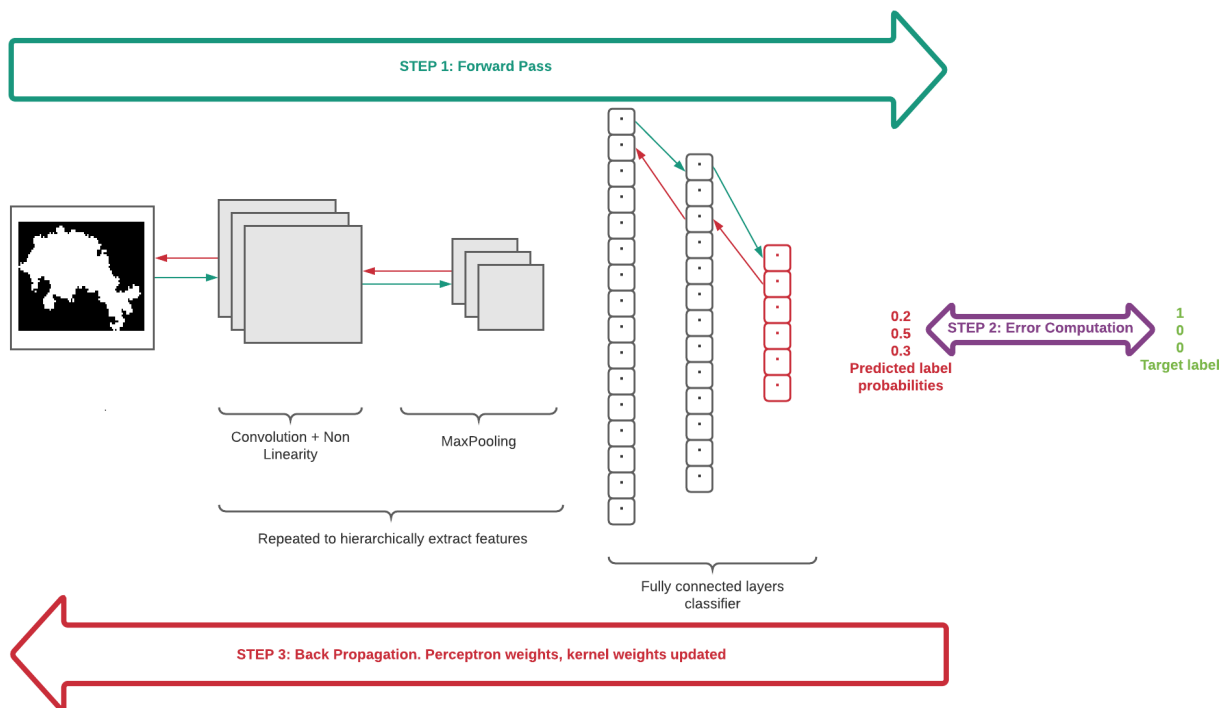 STEP 1: Forward Pass
0.2
0.5
0.3
Predicted label
probabilities
STEP 2: Error Computation
1
0
0
Target label
Convolution + Non
Linearity
MaxPooling
Repeated to hierarchically extract features
Fully connected layers
classifier
STEP 3: Back Propagation. Perceptron weights, kernel weights updated